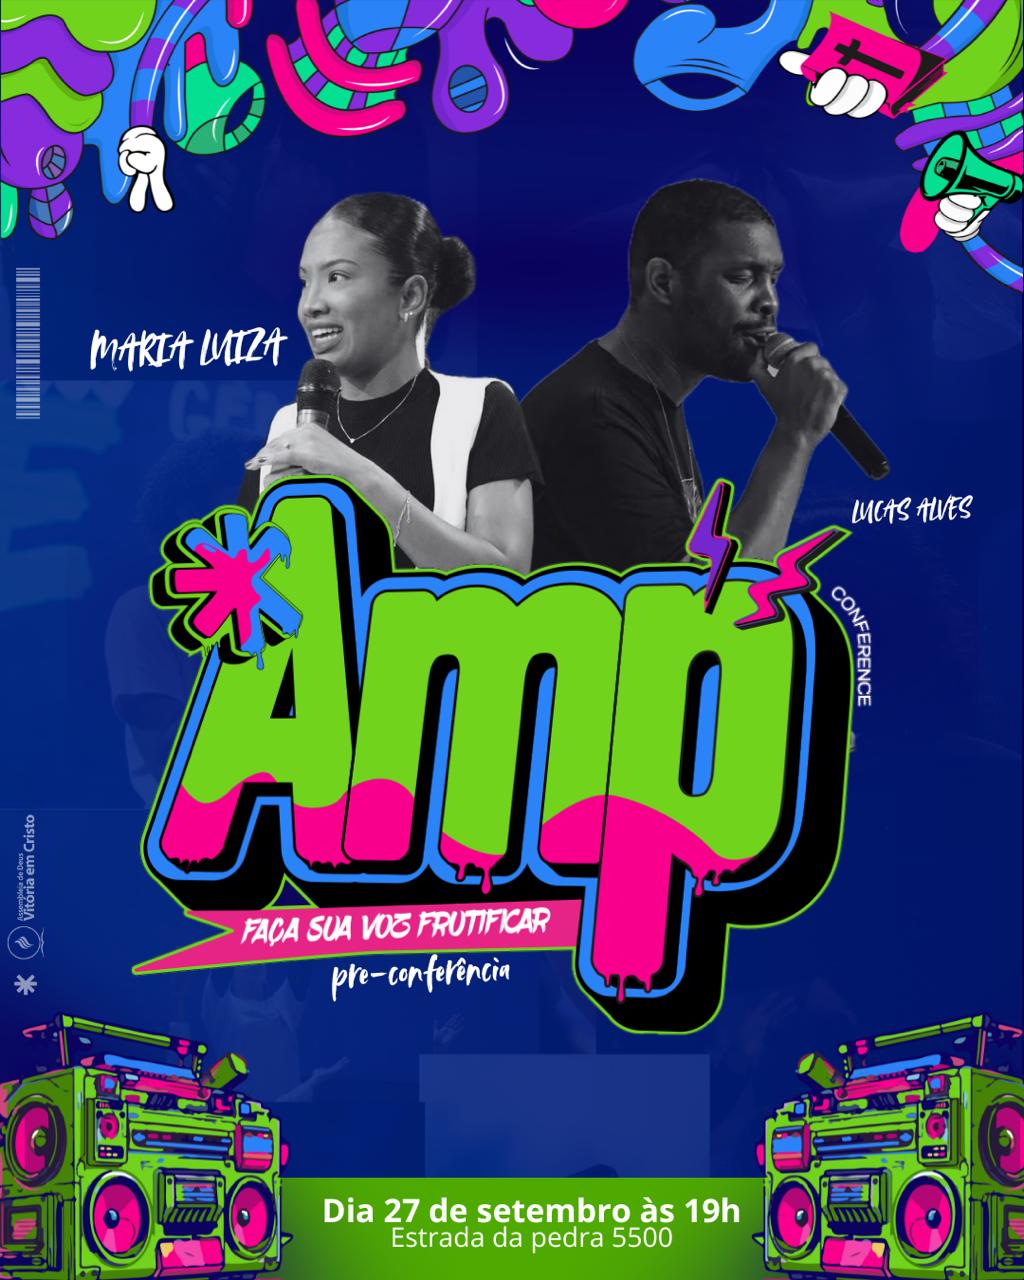 MARIA LUIZA
LUCAS ALVES
Amp
CONFERENCE
FAÇA SUA VOZ FRUTIFICAR
pre-conferência
Assembleia de Deus
Vitória em Cristo
Dia 27 de setembro às 19h
Estrada da pedra 5500